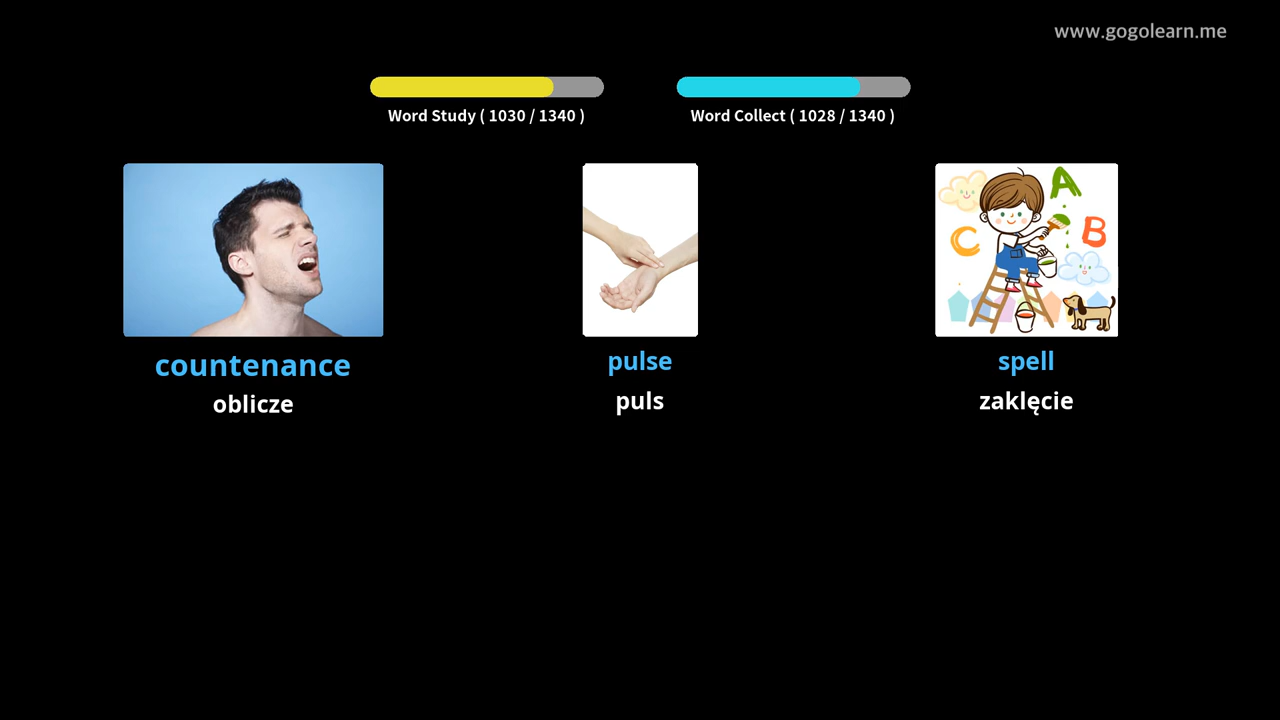 www.gogolearn.me
Word Study ( 1030 / 1340 )
Word Collect ( 1028 / 1340 )
A
B
C
countenance
oblicze
pulse
puls
spell
zaklęcie